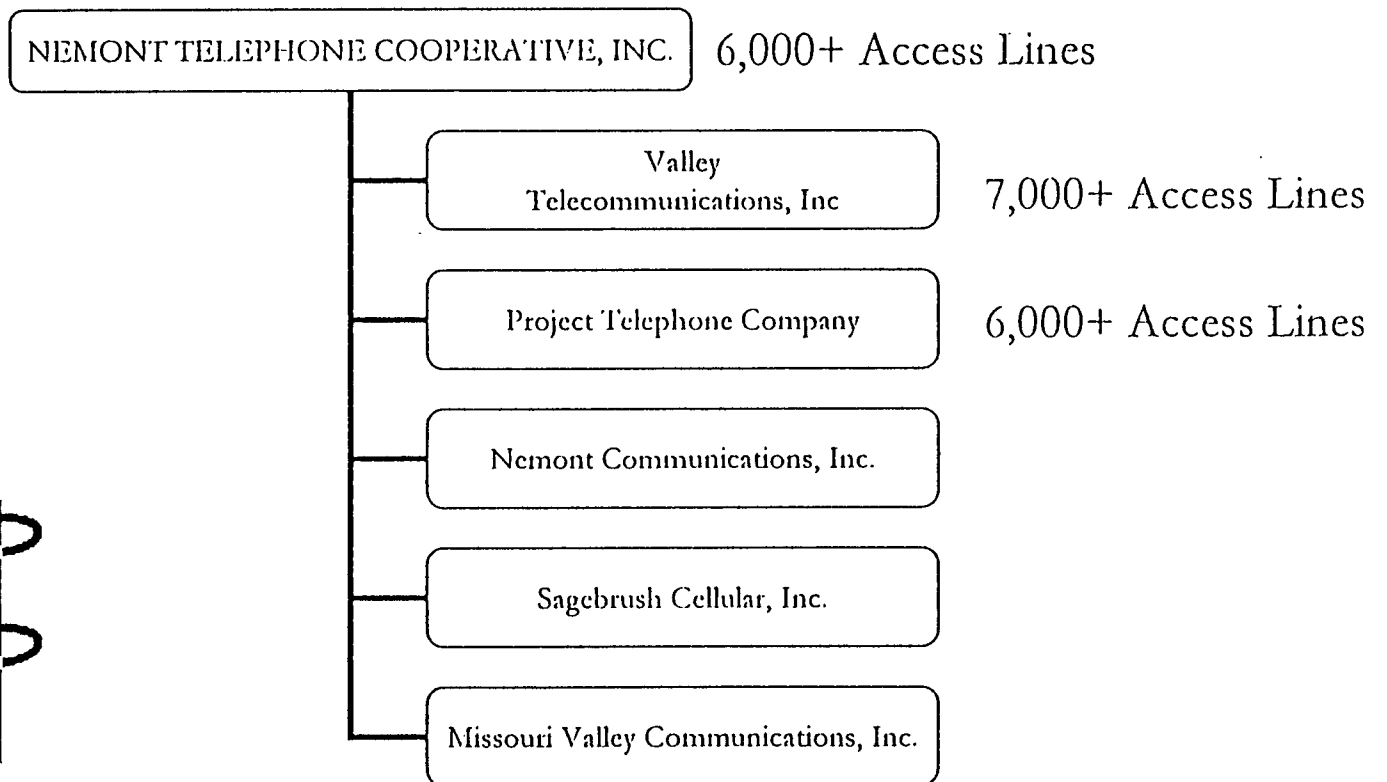 NEMONT TELEPHONE COOPERATIVE, INC. 6,000+ Access Lines
Valley
Telecommunications, Inc
7,000+ Access Lines
Project Telephone Company 6,000+ Access Lines
Nemont Communications, Inc.
Sagebrush Cellular, Inc.
Missouri Valley Communications, Inc.